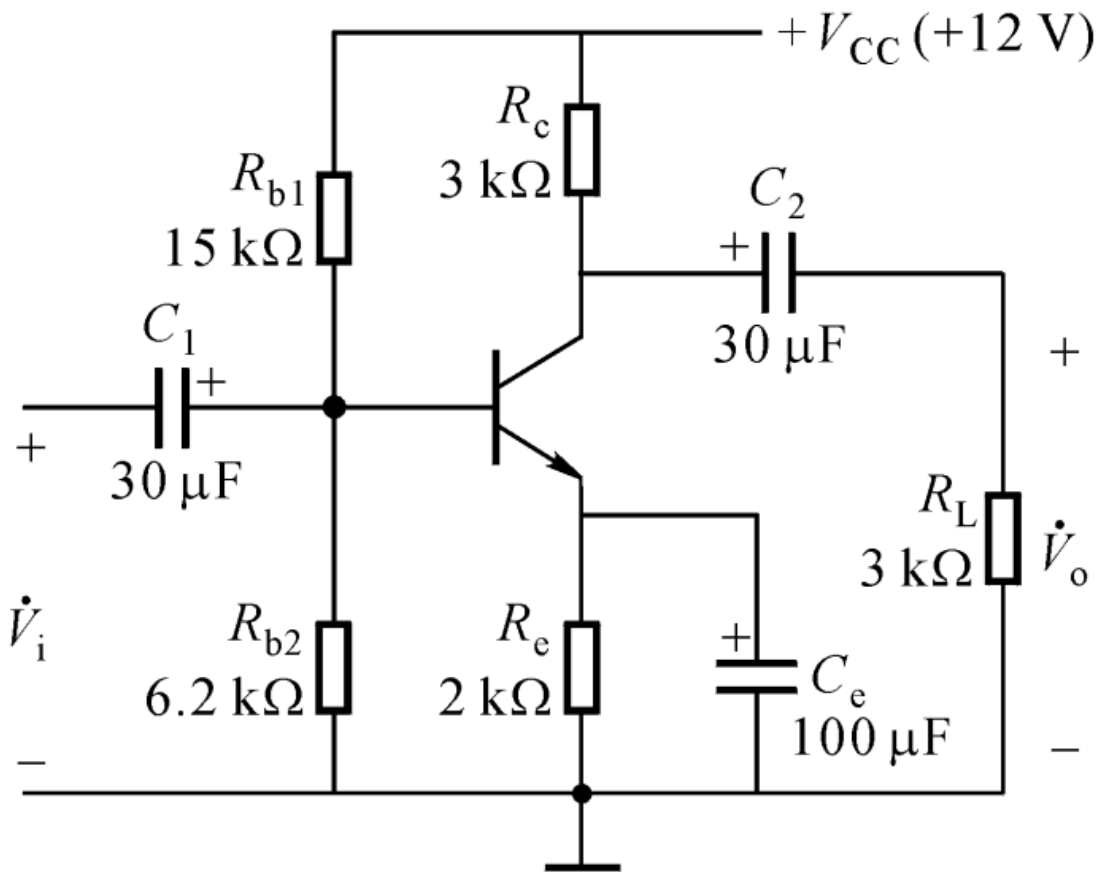 +V_CC (+12 V)
R_c
3 kΩ
R_b1
15 kΩ
C_2
+
30 μF
C_1
+
30 μF
+
+
R_L
3 kΩ
V̇_o
V̇_i
R_b2
6.2 kΩ
R_e
2 kΩ
+
C_e
100 μF
−
−